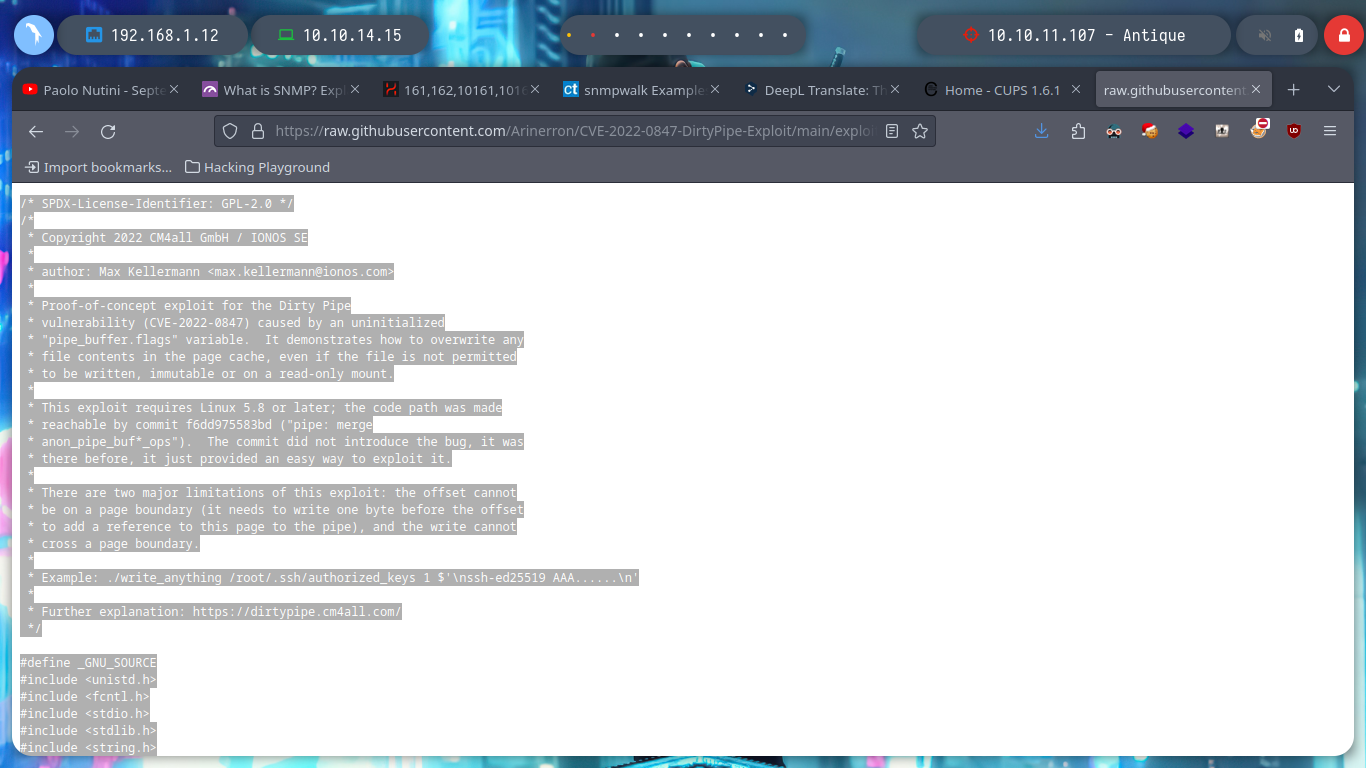 192.168.1.12
10.10.14.15
10.10.11.107 - Antique
Paolo Nutini - Septe
What is SNMP? Expl
161,162,10161,1016
snmpwalk Example
DeepL Translate: Th
Home - CUPS 1.6.1
raw.githubusercontent.
https://raw.githubusercontent.com/Arinerron/CVE-2022-0847-DirtyPipe-Exploit/main/exploi
Import bookmarks...
Hacking Playground
/* SPDX-License-Identifier: GPL-2.0 */
/*
 * Copyright 2022 CM4all GmbH / IONOS SE
 *
 * author: Max Kellermann <max.kellermann@ionos.com>
 *
 * Proof-of-concept exploit for the Dirty Pipe
 * vulnerability (CVE-2022-0847) caused by an uninitialized
 * "pipe_buffer.flags" variable.  It demonstrates how to overwrite any
 * file contents in the page cache, even if the file is not permitted
 * to be written, immutable or on a read-only mount.
 *
 * This exploit requires Linux 5.8 or later; the code path was made
 * reachable by commit f6dd975583bd ("pipe: merge
 * anon_pipe_buf*_ops").  The commit did not introduce the bug, it was
 * there before, it just provided an easy way to exploit it.
 *
 * There are two major limitations of this exploit: the offset cannot
 * be on a page boundary (it needs to write one byte before the offset
 * to add a reference to this page to the pipe), and the write cannot
 * cross a page boundary.
 *
 * Example: ./write_anything /root/.ssh/authorized_keys 1 $'\nssh-ed25519 AAA......\n'
 *
 * Further explanation: https://dirtypipe.cm4all.com/
 */
#define _GNU_SOURCE
#include <unistd.h>
#include <fcntl.h>
#include <stdio.h>
#include <stdlib.h>
#include <string.h>